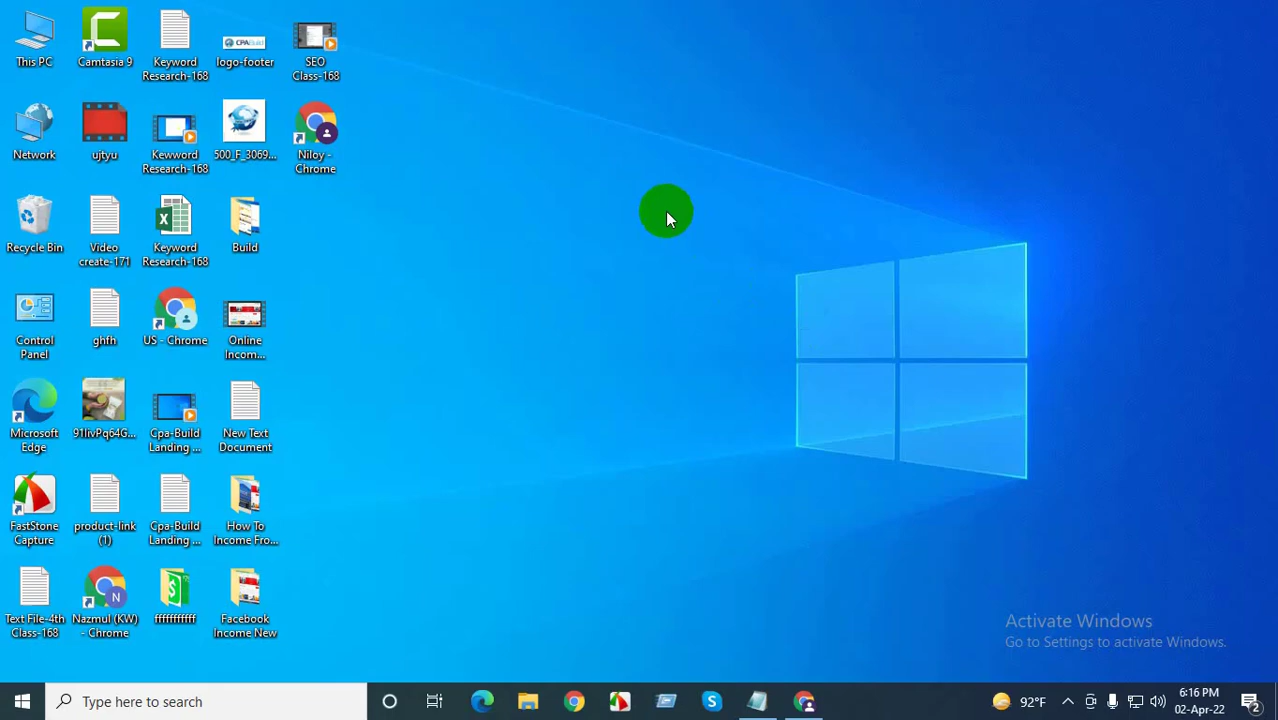 This PC
Camtasia 9
Keyword
Research-168
logo-footer
SEO
Class-168
Network
ujtyu
Kewword
Research-168
500_F_3069...
Niloy -
Chrome
Recycle Bin
Video
create-171
Keyword
Research-168
Build
Control
Panel
ghfh
US - Chrome
Online
Incom...
Microsoft
Edge
91livPq64G...
Cpa-Build
Landing ...
New Text
Document
FastStone
Capture
product-link
(1)
Cpa-Build
Landing ...
How To
Income Fro...
Text File-4th
Class-168
Nazmul (KW)
- Chrome
fffffffffff
Facebook
Income New
Activate Windows
Go to Settings to activate Windows.
Type here to search
92°F
6:16 PM
02-Apr-22
2